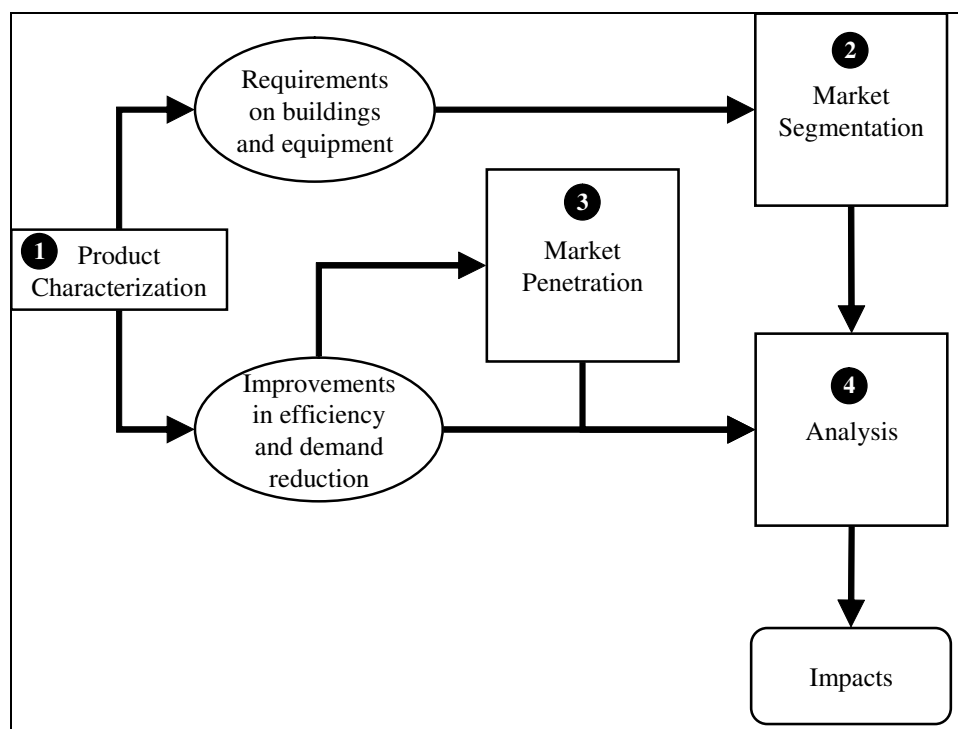 Requirements
on buildings
and equipment
2
Market
Segmentation
3
Market
Penetration
1
Product
Characterization
Improvements
in efficiency
and demand
reduction
4
Analysis
Impacts